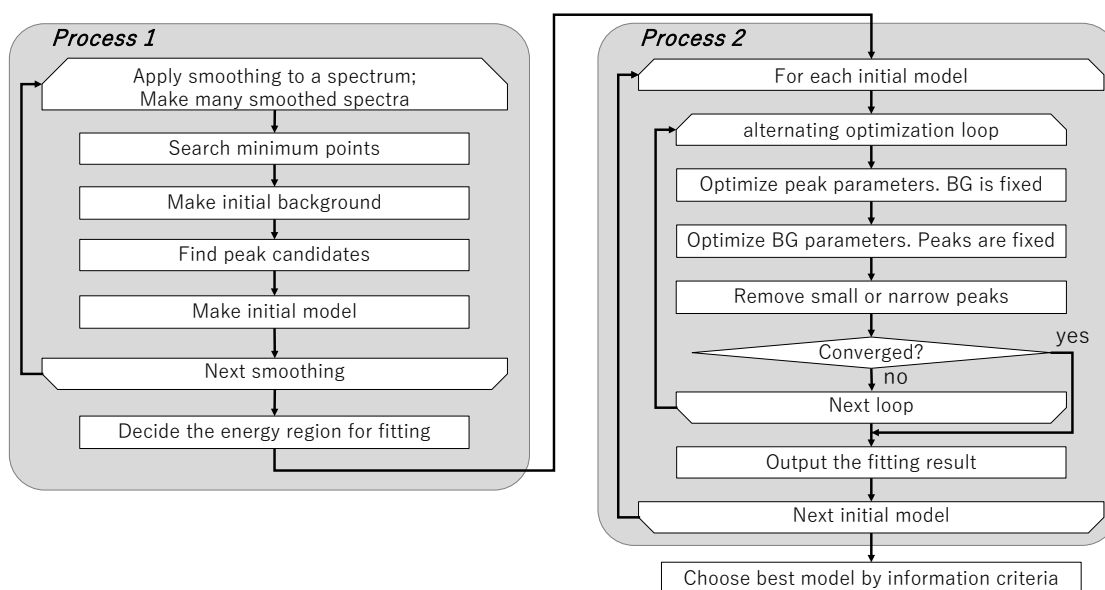 Process 1
Apply smoothing to a spectrum;
Make many smoothed spectra
Search minimum points
Make initial background
Find peak candidates
Make initial model
Next smoothing
Decide the energy region for fitting
Process 2
For each initial model
alternating optimization loop
Optimize peak parameters. BG is fixed
Optimize BG parameters. Peaks are fixed
Remove small or narrow peaks
Converged?
yes
no
Next loop
Output the fitting result
Next initial model
Choose best model by information criteria